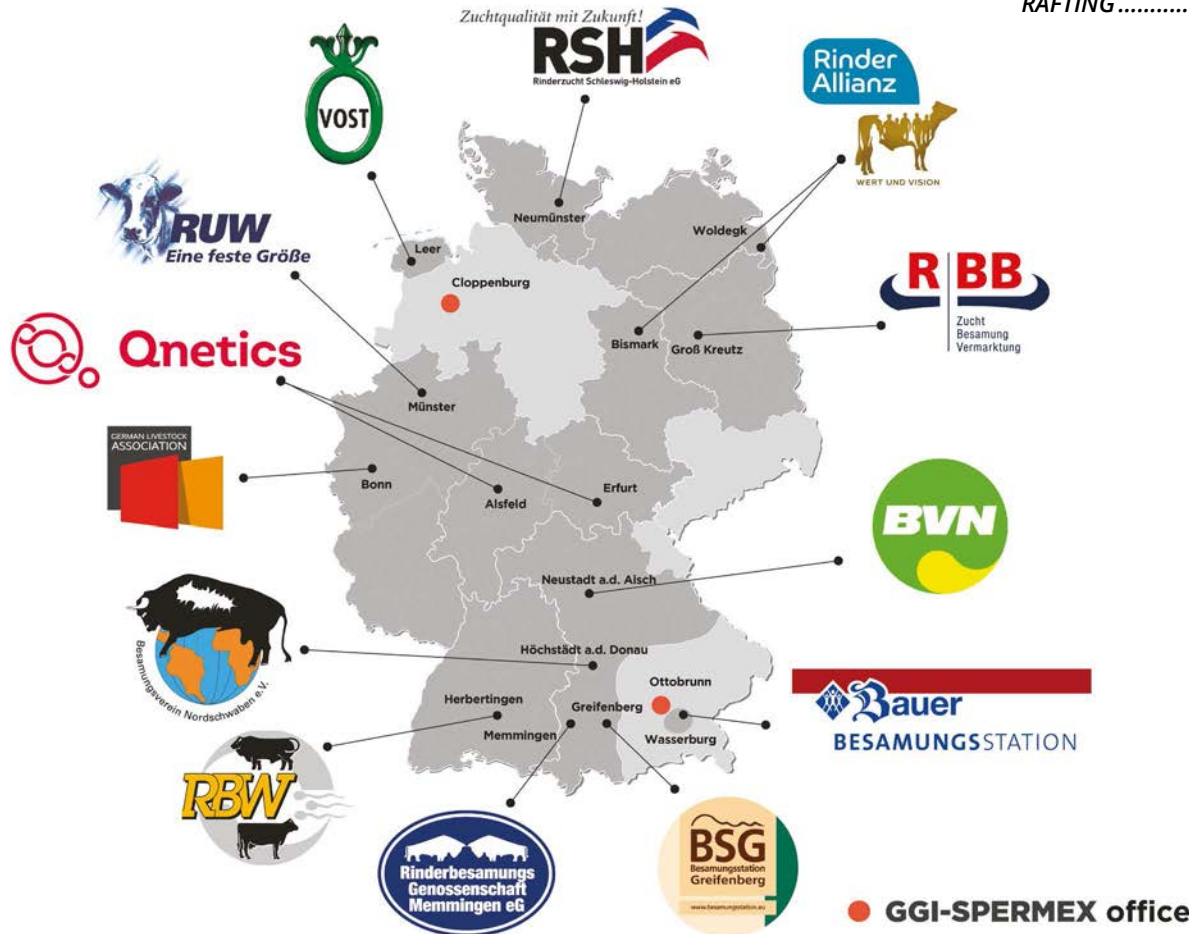 RAFTING...........
Zuchtqualität mit Zukunft!
RSH
Rinderzucht Schleswig-Holstein eG
Rinder
Allianz
WERT UND VISION
VOST
RUW
Eine feste Größe
Neumünster
Woldegk
Leer
Cloppenburg
R BB
Zucht
Besamung
Vermarktung
Qnetics
Bismark
Groß Kreutz
Münster
GERMAN LIVESTOCK
ASSOCIATION
Bonn
Alsfeld
Erfurt
BVN
Neustadt a.d. Aisch
Besamungsverein Nordschwaben e.V.
Höchstädt a.d. Donau
Ottobrunn
Herbertingen
Greifenberg
Memmingen
Wasserburg
Bauer
BESAMUNGSSTATION
RBW
Rinderbesamungs
Genossenschaft
Memmingen eG
BSG
Besamungsstation
Greifenberg
www.besamungsstation.eu
GGI-SPERMEX office